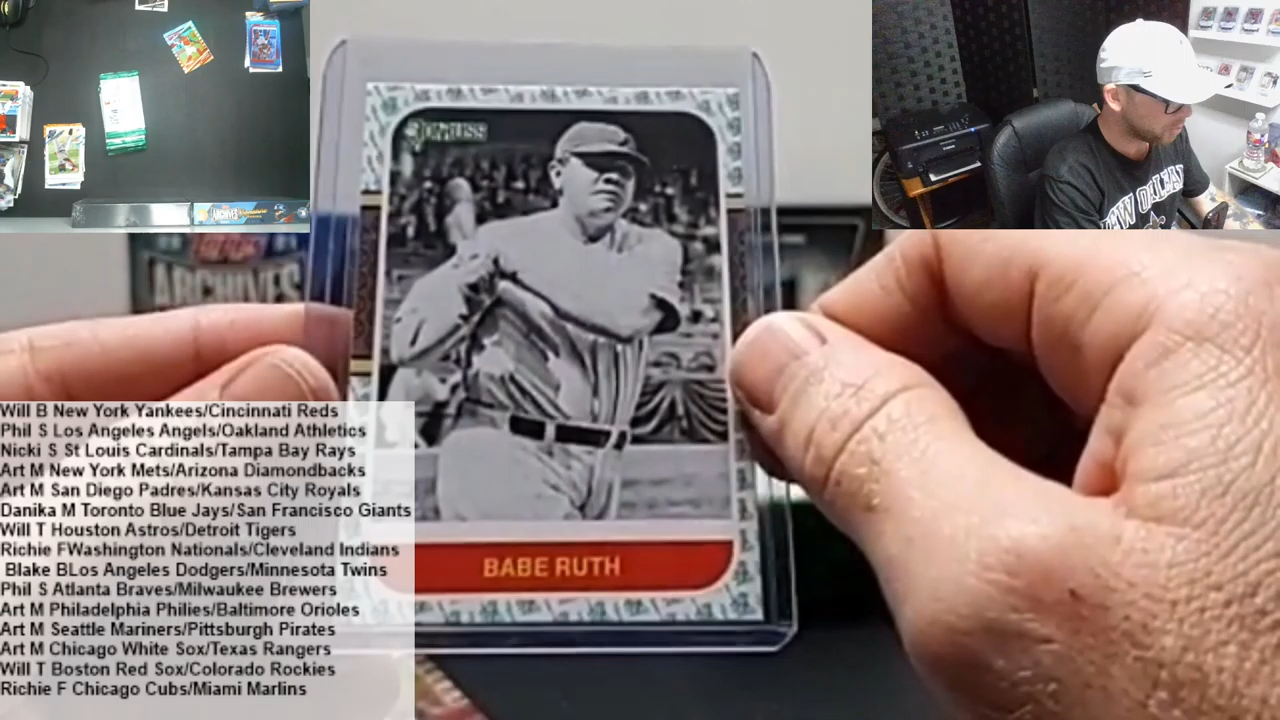 ARCHIVES
NEW ORLEANS
ARCHIVES
Donruss
BABE RUTH
Will B New York Yankees/Cincinnati Reds
Phil S Los Angeles Angels/Oakland Athletics
Nicki S St Louis Cardinals/Tampa Bay Rays
Art M New York Mets/Arizona Diamondbacks
Art M San Diego Padres/Kansas City Royals
Danika M Toronto Blue Jays/San Francisco Giants
Will T Houston Astros/Detroit Tigers
Richie FWashington Nationals/Cleveland Indians
Blake BLos Angeles Dodgers/Minnesota Twins
Phil S Atlanta Braves/Milwaukee Brewers
Art M Philadelphia Philies/Baltimore Orioles
Art M Seattle Mariners/Pittsburgh Pirates
Art M Chicago White Sox/Texas Rangers
Will T Boston Red Sox/Colorado Rockies
Richie F Chicago Cubs/Miami Marlins